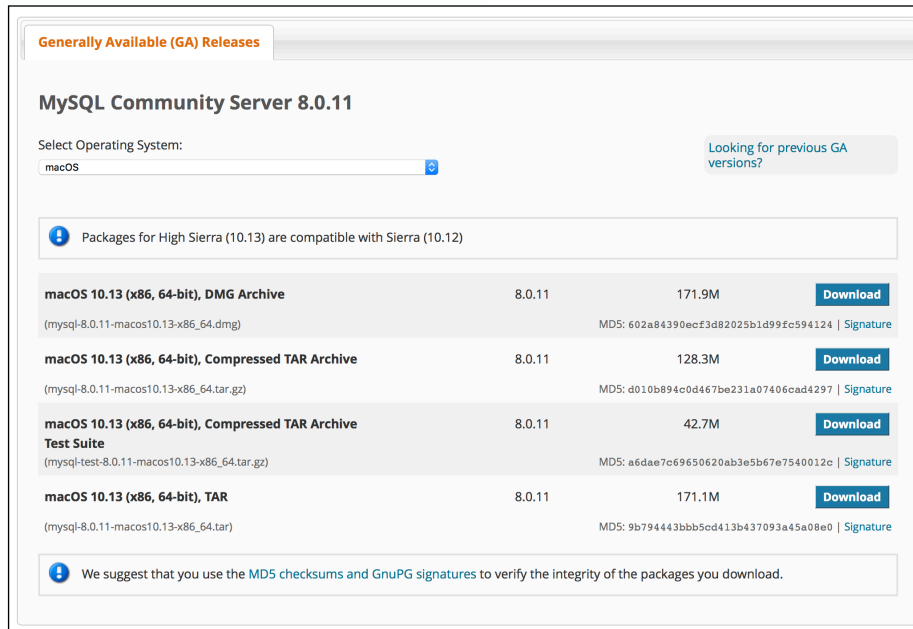 Generally Available (GA) Releases
MySQL Community Server 8.0.11
Select Operating System:
macOS
Looking for previous GA
versions?
Packages for High Sierra (10.13) are compatible with Sierra (10.12)
macOS 10.13 (x86, 64-bit), DMG Archive 8.0.11 171.9M Download
(mysql-8.0.11-macos10.13-x86_64.dmg) MD5: 602a84390ecf3d82025b1d99fc594124 | Signature
macOS 10.13 (x86, 64-bit), Compressed TAR Archive 8.0.11 128.3M Download
(mysql-8.0.11-macos10.13-x86_64.tar.gz) MD5: d010b894c0d467be231a07406cad4297 | Signature
macOS 10.13 (x86, 64-bit), Compressed TAR Archive 8.0.11 42.7M Download
Test Suite
(mysql-test-8.0.11-macos10.13-x86_64.tar.gz) MD5: a6dae7c69650620ab3e5b67e7540012c | Signature
macOS 10.13 (x86, 64-bit), TAR 8.0.11 171.1M Download
(mysql-8.0.11-macos10.13-x86_64.tar) MD5: 9b794443bbb5cd413b437093a45a08e0 | Signature
We suggest that you use the MD5 checksums and GnuPG signatures to verify the integrity of the packages you download.